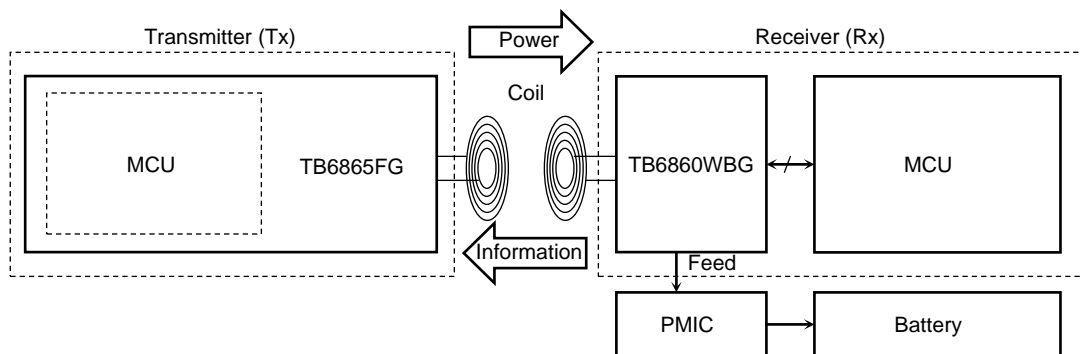 Transmitter (Tx)
Power
Receiver (Rx)
Coil
MCU
TB6865FG
TB6860WBG
MCU
Information
Feed
PMIC
Battery